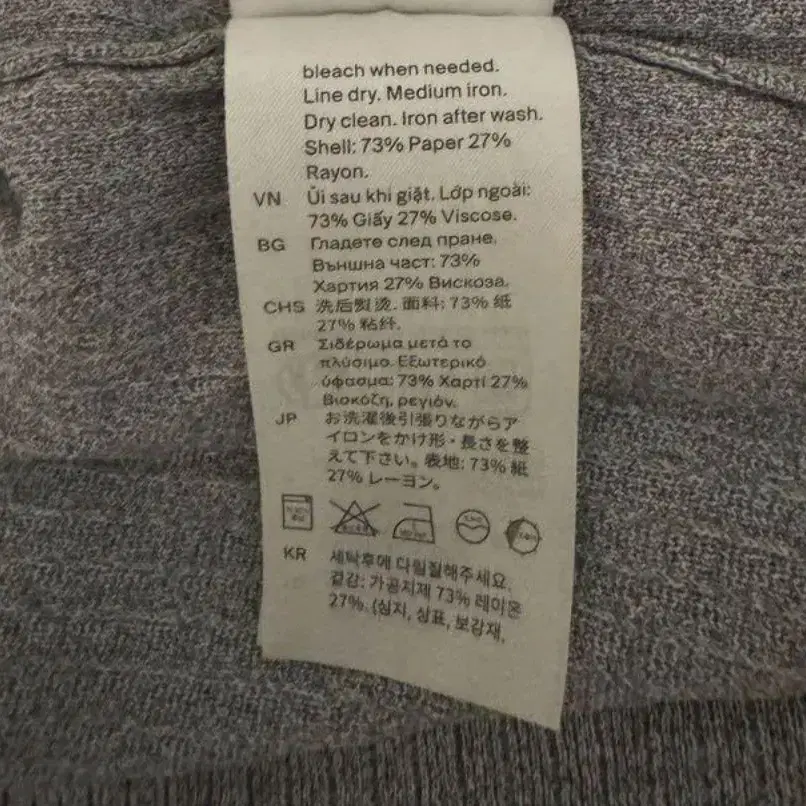 bleach when needed.
Line dry. Medium iron.
Dry clean. Iron after wash.
Shell: 73% Paper 27%
Rayon.
VN Ủi sau khi giặt. Lớp ngoài:
73% Giấy 27% Viscose.
BG Гладете след пране.
Външна част: 73%
Хартия 27% Вискоза.
CHS 洗后熨烫. 面料: 73% 纸
27% 粘纤.
GR Σιδέρωμα μετά το
πλύσιμο. Εξωτερικό
ύφασμα: 73% Χαρτί 27%
Βισκόζη, ρεγιόν.
JP お洗濯後引張りながらア
イロンをかけ形・長さを整
えて下さい。表地: 73% 紙
27% レーヨン。
KR 세탁후에 다림질해주세요.
겉감: 가공지제 73% 레이온
27%. (심지, 상표, 보강재,